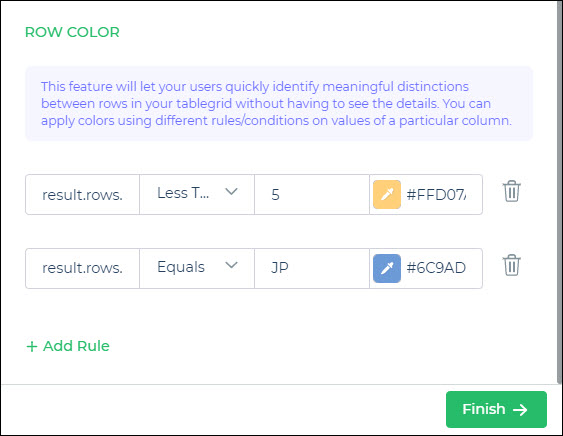 ROW COLOR
This feature will let your users quickly identify meaningful distinctions
between rows in your tablegrid without having to see the details. You can
apply colors using different rules/conditions on values of a particular column.
result.rows. Less T... 5 #FFD07
result.rows. Equals JP #6C9AD
+ Add Rule
Finish →